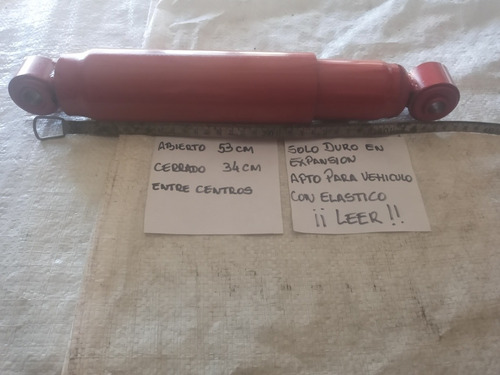 ABIERTO 53 CM
CERRADO 34 CM
ENTRE CENTROS
SOLO DURO EN
EXPANSION
APTO PARA VEHICULO
CON ELASTICO
¡¡ LEER !!